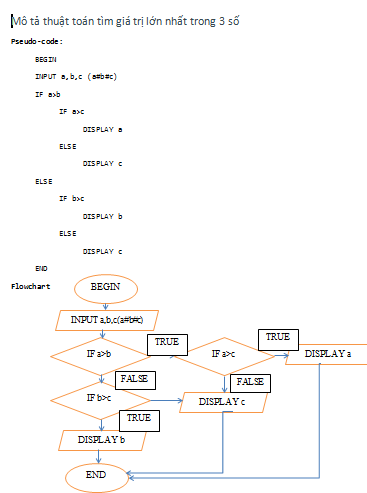 Mô tả thuật toán tìm giá trị lớn nhất trong 3 số
Pseudo-code:
BEGIN
INPUT a,b,c (a#b#c)
IF a>b
IF a>c
DISPLAY a
ELSE
DISPLAY c
ELSE
IF b>c
DISPLAY b
ELSE
DISPLAY c
END
Flowchart
BEGIN
INPUT a,b,c(a#b#c)
TRUE
TRUE
IF a>b
IF a>c
DISPLAY a
FALSE
FALSE
IF b>c
DISPLAY c
TRUE
DISPLAY b
END